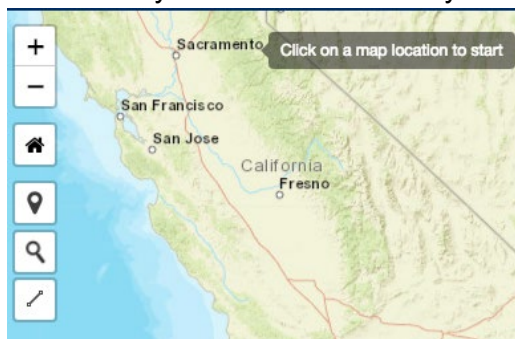 Sacramento
Click on a map location to start
San Francisco
San Jose
California
Fresno